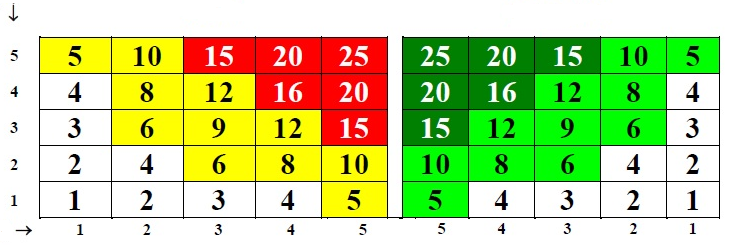 ↓
5 5 10 15 20 25 25 20 15 10 5
4 4 8 12 16 20 20 16 12 8 4
3 3 6 9 12 15 15 12 9 6 3
2 2 4 6 8 10 10 8 6 4 2
1 1 2 3 4 5 5 4 3 2 1
→ 1 2 3 4 5 5 4 3 2 1